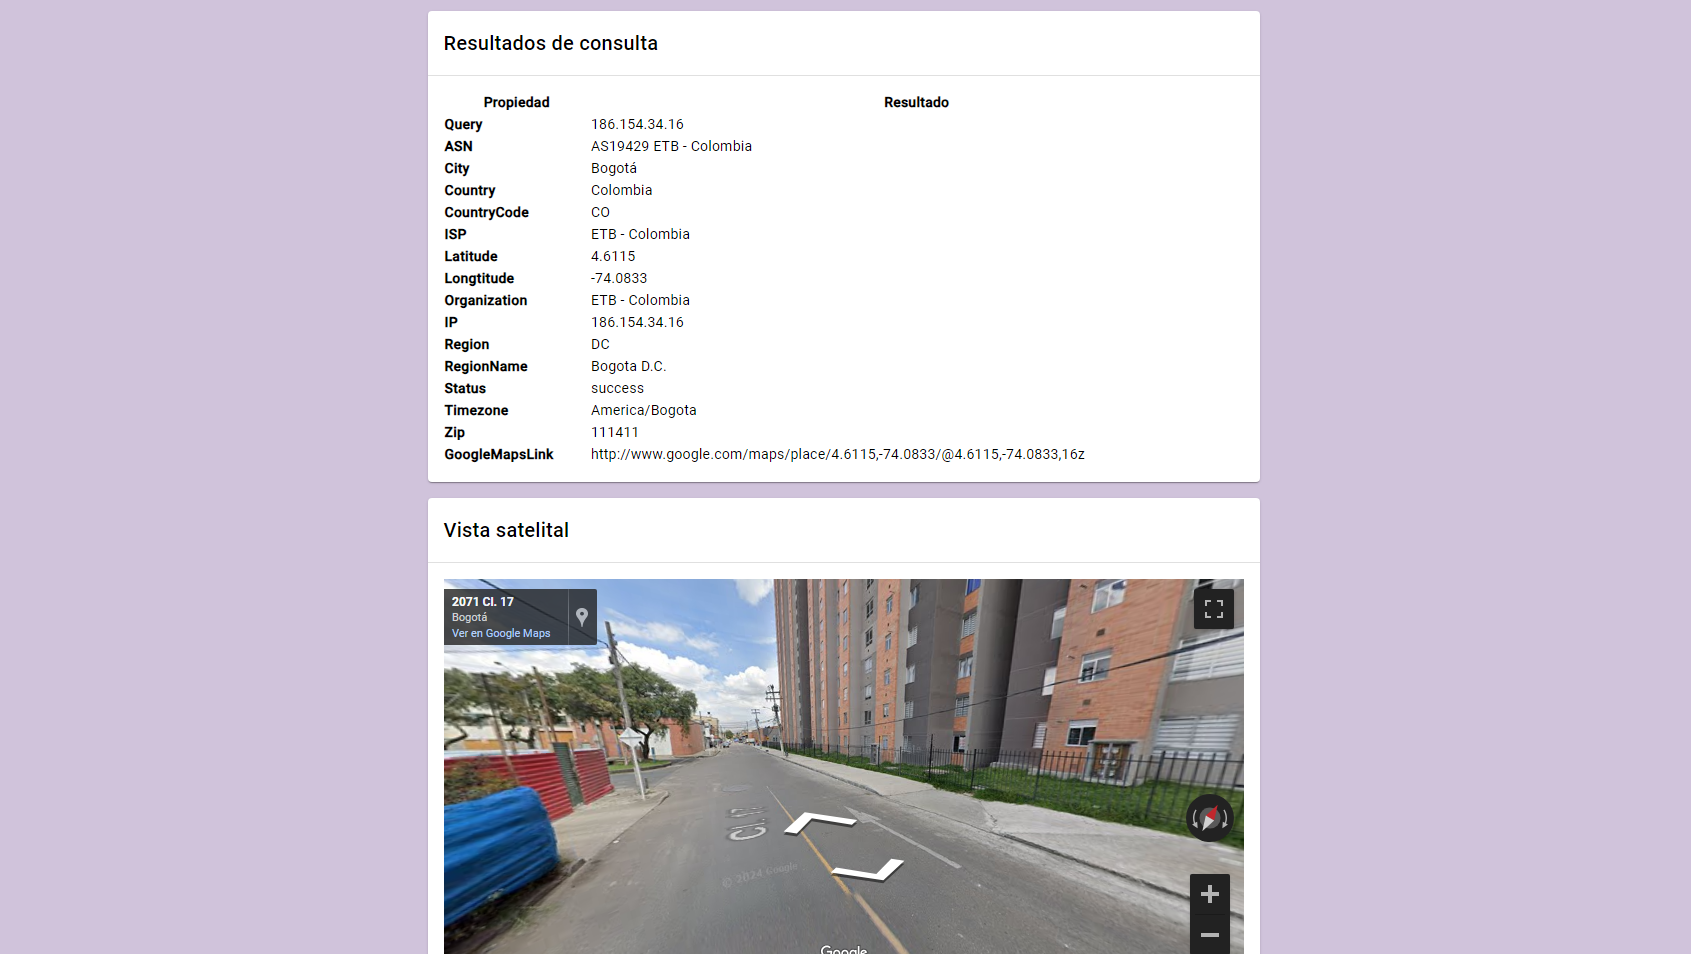 Resultados de consulta
Propiedad Resultado
Query 186.154.34.16
ASN AS19429 ETB - Colombia
City Bogotá
Country Colombia
CountryCode CO
ISP ETB - Colombia
Latitude 4.6115
Longtitude -74.0833
Organization ETB - Colombia
IP 186.154.34.16
Region DC
RegionName Bogota D.C.
Status success
Timezone America/Bogota
Zip 111411
GoogleMapsLink http://www.google.com/maps/place/4.6115,-74.0833/@4.6115,-74.0833,16z
Vista satelital
2071 Cl. 17
Bogotá
Ver en Google Maps
Cl. 17
© 2024 Google
Google